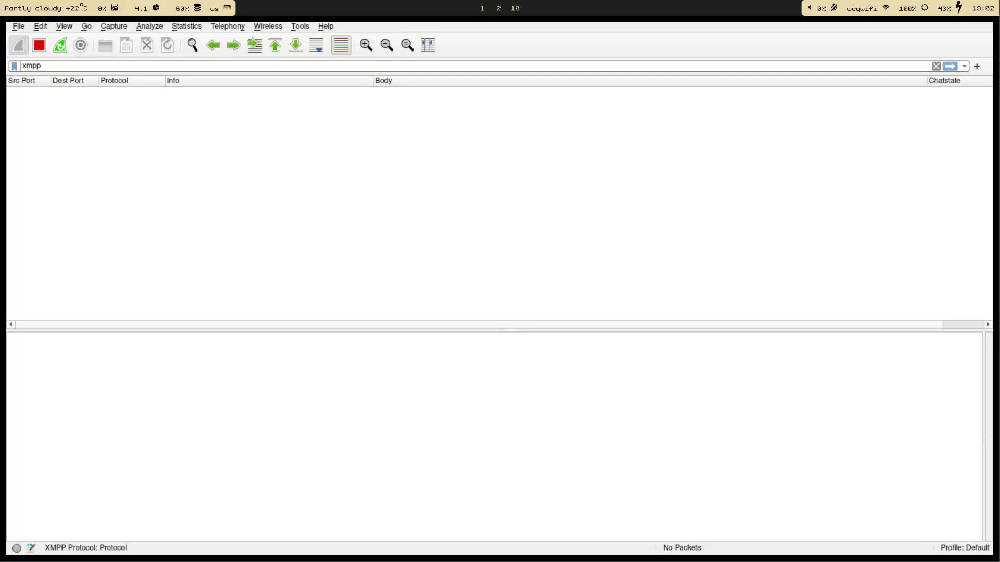 Partly cloudy +22°C 0% 4.1 60% us
1 2 10
0% ucywifi 100% 43% 19:02
File Edit View Go Capture Analyze Statistics Telephony Wireless Tools Help
xmpp
+
Src Port Dest Port Protocol Info Body Chatstate
XMPP Protocol: Protocol No Packets Profile: Default